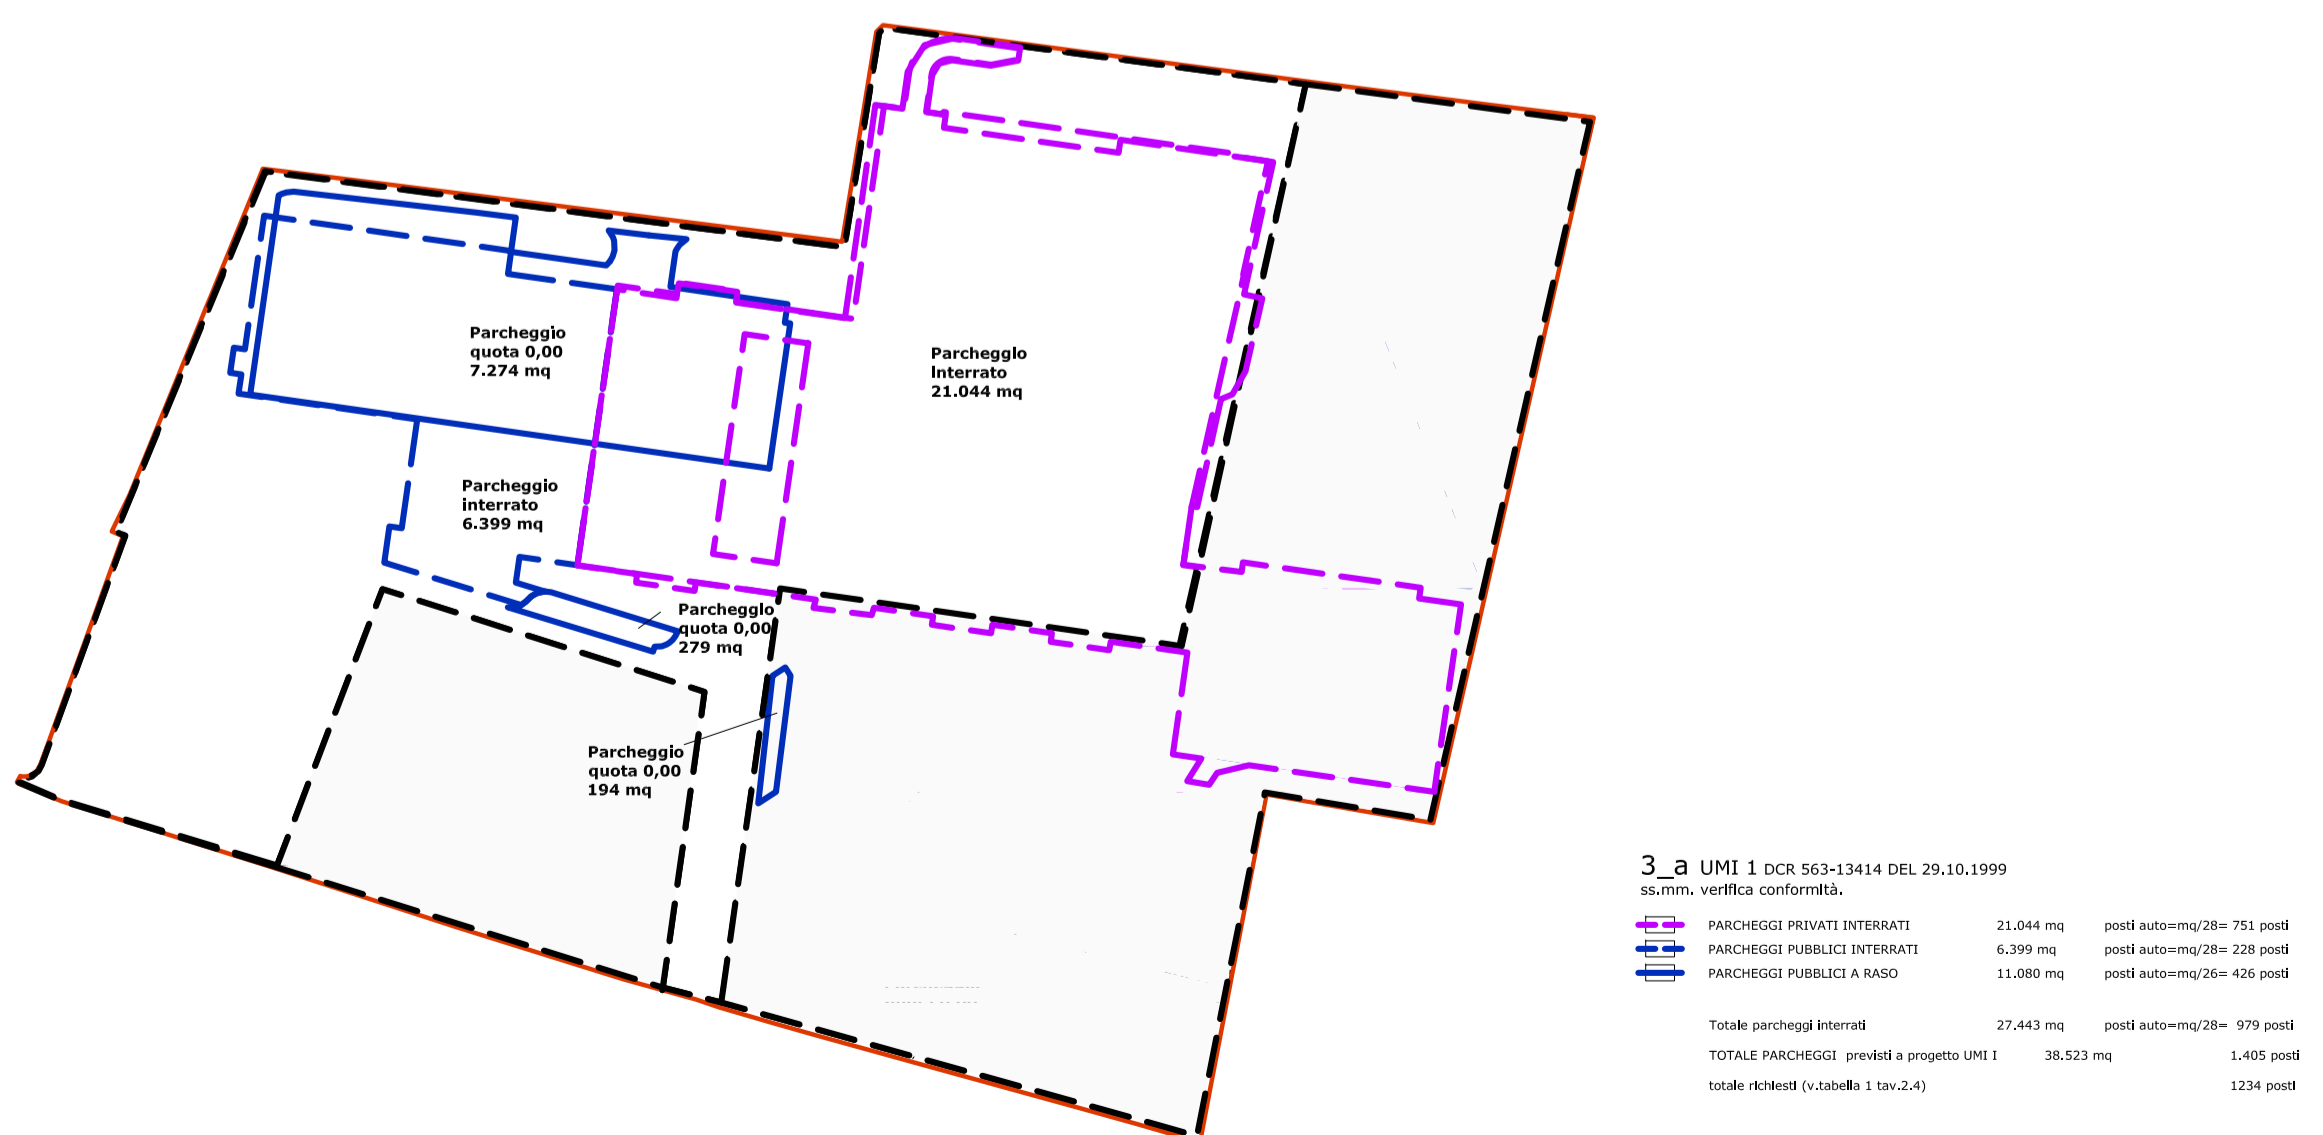 Parcheggio
quota 0,00
7.274 mq
Parcheggio
Interrato
21.044 mq
Parcheggio
interrato
6.399 mq
Parcheggio
quota 0,00
279 mq
Parcheggio
quota 0,00
194 mq
3_a UMI 1 DCR 563-13414 DEL 29.10.1999
ss.mm. verifica conformità.
PARCHEGGI PRIVATI INTERRATI 21.044 mq posti auto=mq/28= 751 posti
PARCHEGGI PUBBLICI INTERRATI 6.399 mq posti auto=mq/28= 228 posti
PARCHEGGI PUBBLICI A RASO 11.080 mq posti auto=mq/26= 426 posti
Totale parcheggi interrati 27.443 mq posti auto=mq/28= 979 posti
TOTALE PARCHEGGI previsti a progetto UMI I 38.523 mq 1.405 posti
totale richiesti (v.tabella 1 tav.2.4) 1234 posti